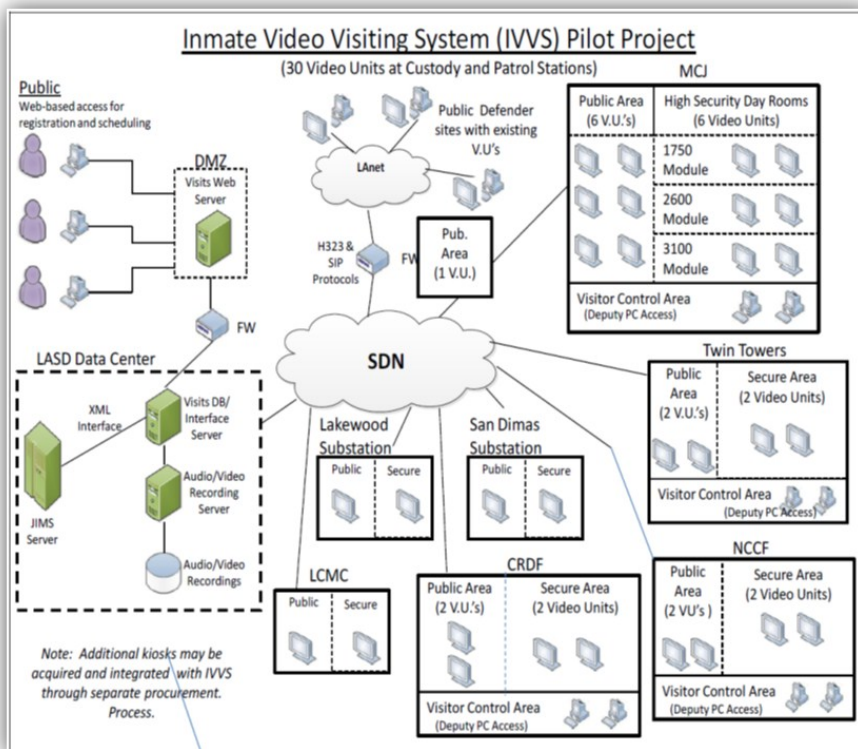 Inmate Video Visiting System (IVVS) Pilot Project
(30 Video Units at Custody and Patrol Stations)
Public
Web-based access for
registration and scheduling
DMZ
Visits Web
Server
FW
LAnet
Public Defender
sites with existing
V.U's
H323 &
SIP
Protocols
FW
Pub.
Area
(1 V.U.)
MCJ
Public Area
(6 V.U.'s)
High Security Day Rooms
(6 Video Units)
1750
Module
2600
Module
3100
Module
Visitor Control Area
(Deputy PC Access)
LASD Data Center
XML
Interface
Visits DB/
Interface
Server
JIMS
Server
Audio/Video
Recording
Server
Audio/Video
Recordings
SDN
Twin Towers
Public
Area
(2 V.U.'s)
Secure Area
(2 Video Units)
Visitor Control Area
(Deputy PC Access)
Lakewood
Substation
Public
Secure
San Dimas
Substation
Public
Secure
LCMC
Public
Secure
CRDF
Public Area
(2 V.U.'s)
Secure Area
(2 Video Units)
Visitor Control Area
(Deputy PC Access)
NCCF
Public
Area
(2 VU's )
Secure Area
(2 Video Units)
Visitor Control Area
(Deputy PC Access)
Note: Additional kiosks may be
acquired and integrated with IVVS
through separate procurement.
Process.